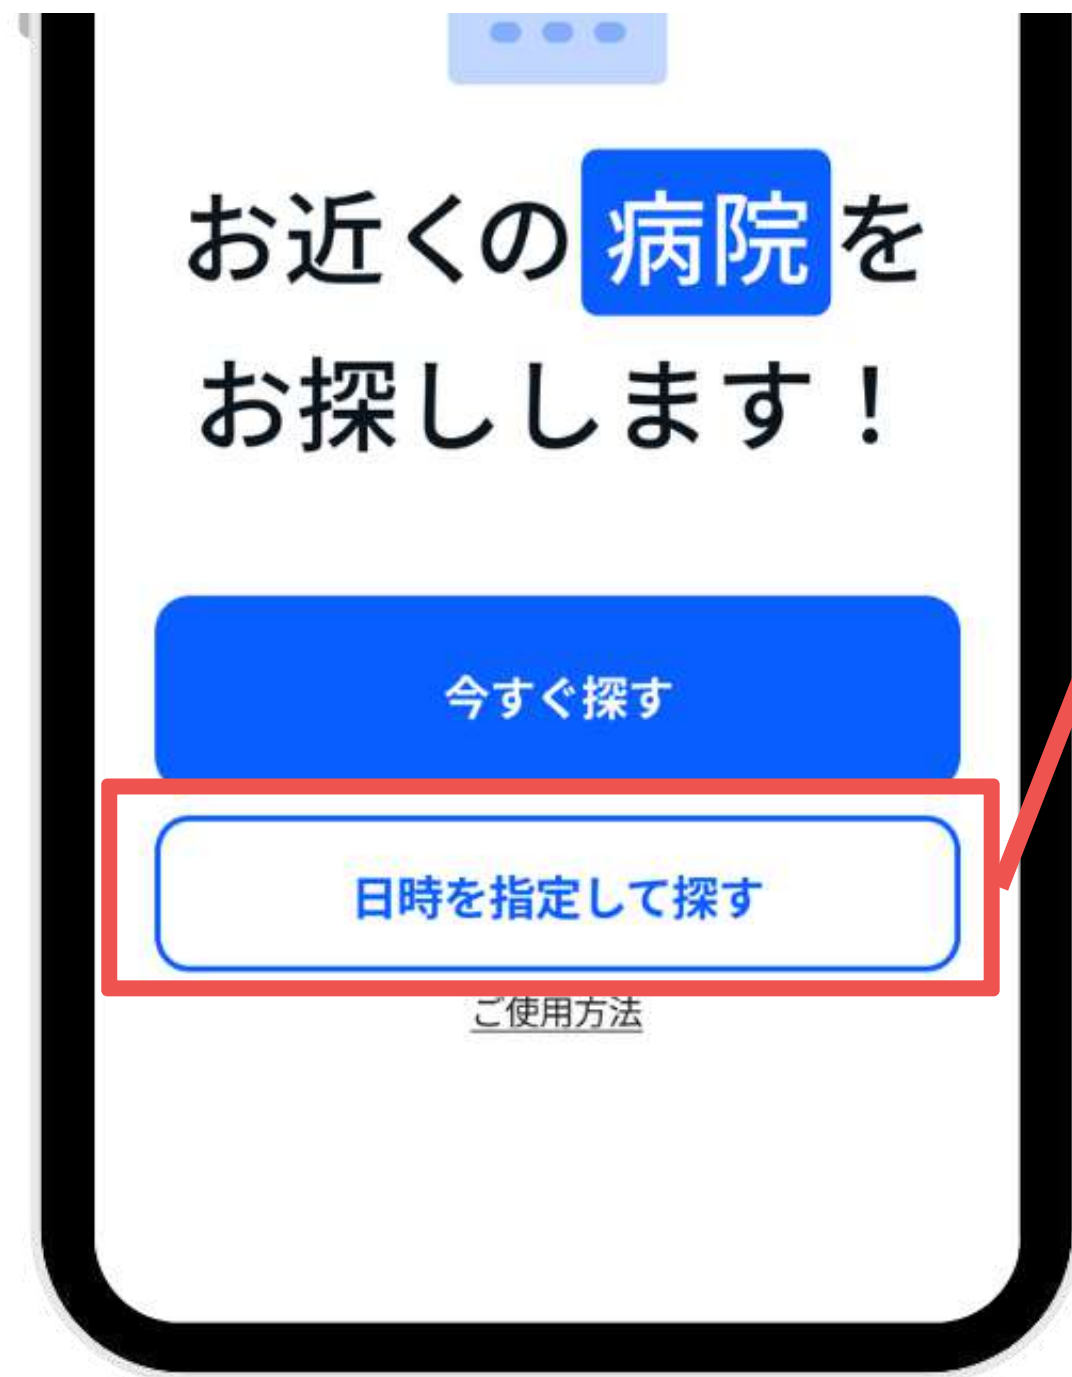 お近くの病院を
お探しします！
今すぐ探す
日時を指定して探す
ご使用方法